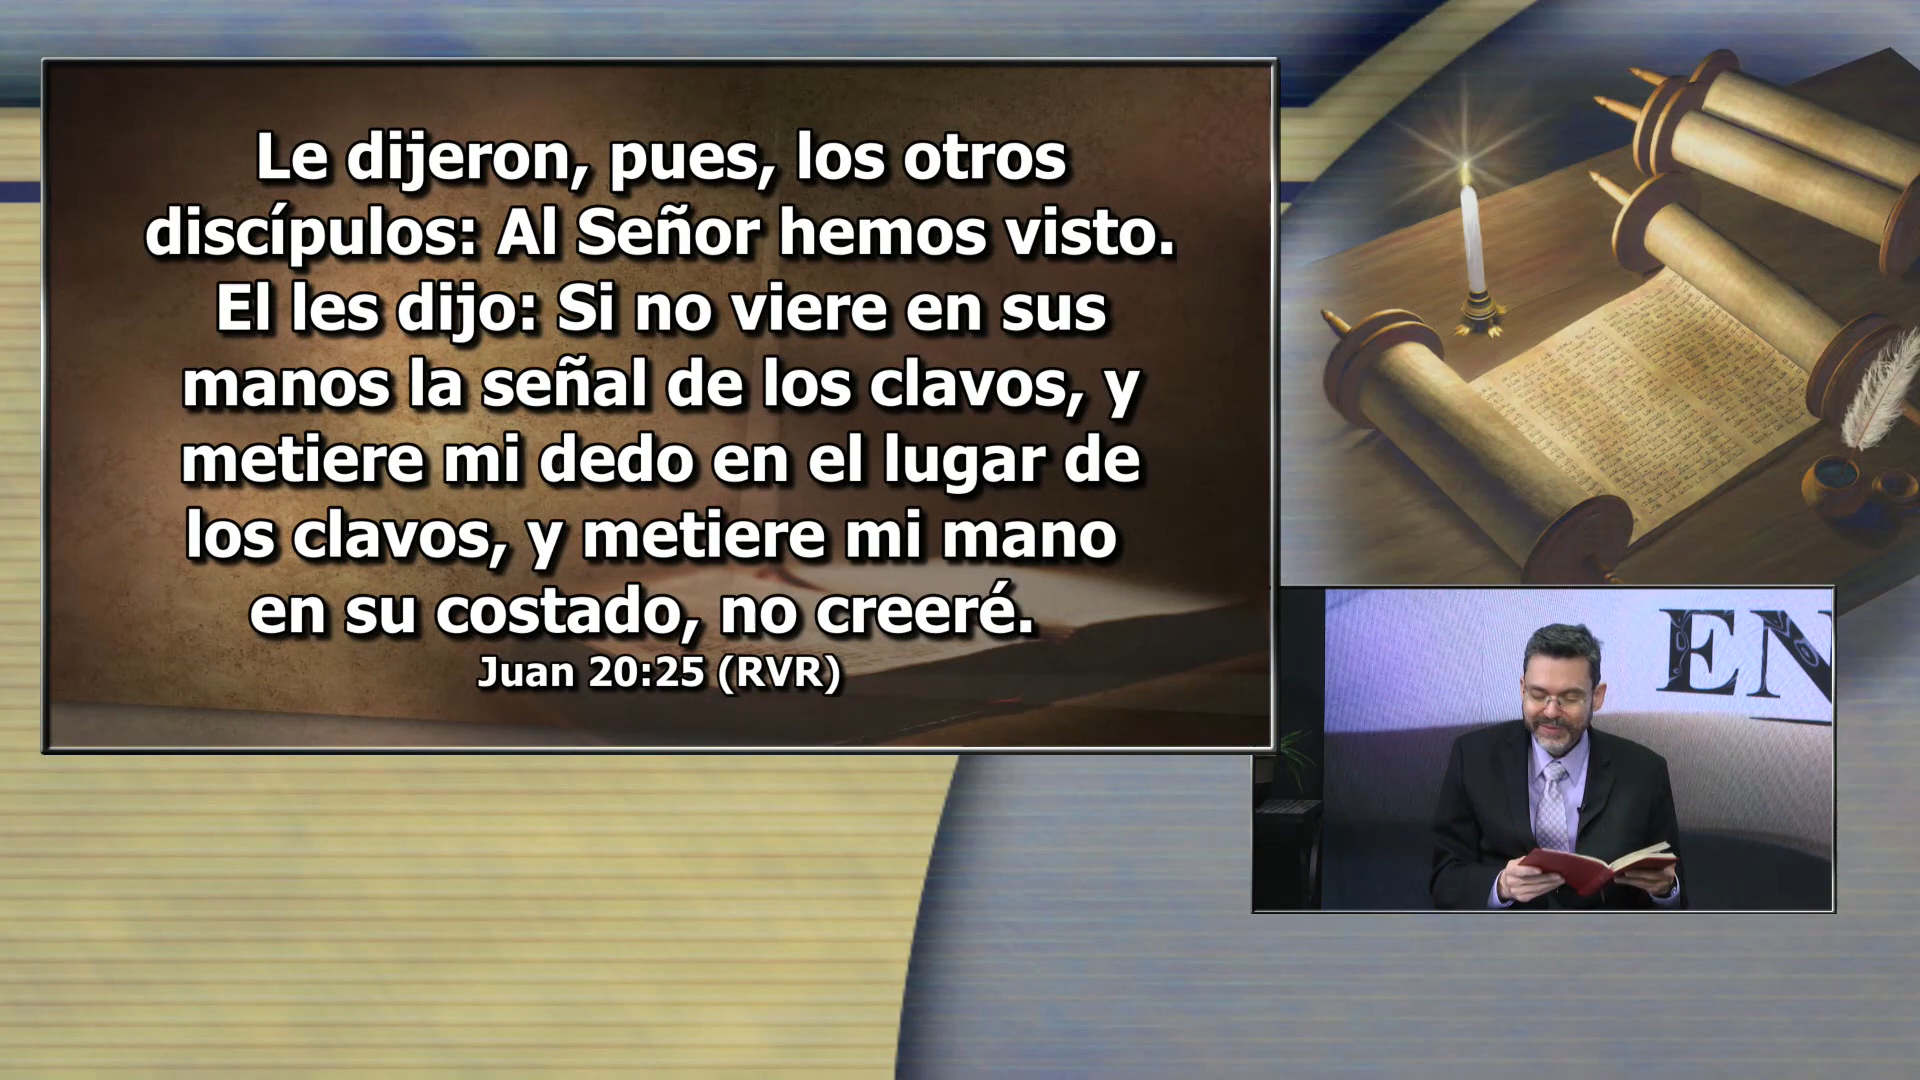 Le dijeron, pues, los otros
discípulos: Al Señor hemos visto.
El les dijo: Si no viere en sus
manos la señal de los clavos, y
metiere mi dedo en el lugar de
los clavos, y metiere mi mano
en su costado, no creeré.
Juan 20:25 (RVR)
EN